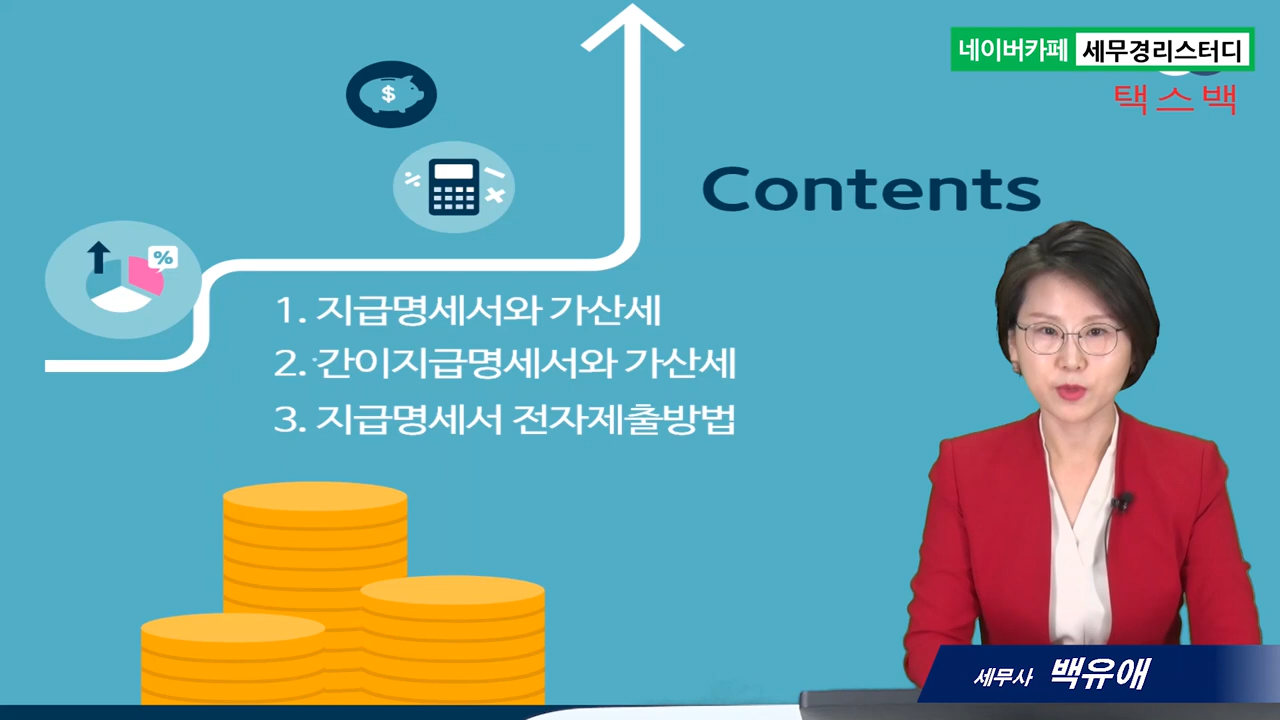 네이버카페 세무경리스터디
택스백
Contents
1. 지급명세서와 가산세
2. 간이지급명세서와 가산세
3. 지급명세서 전자제출방법
세무사 백유애